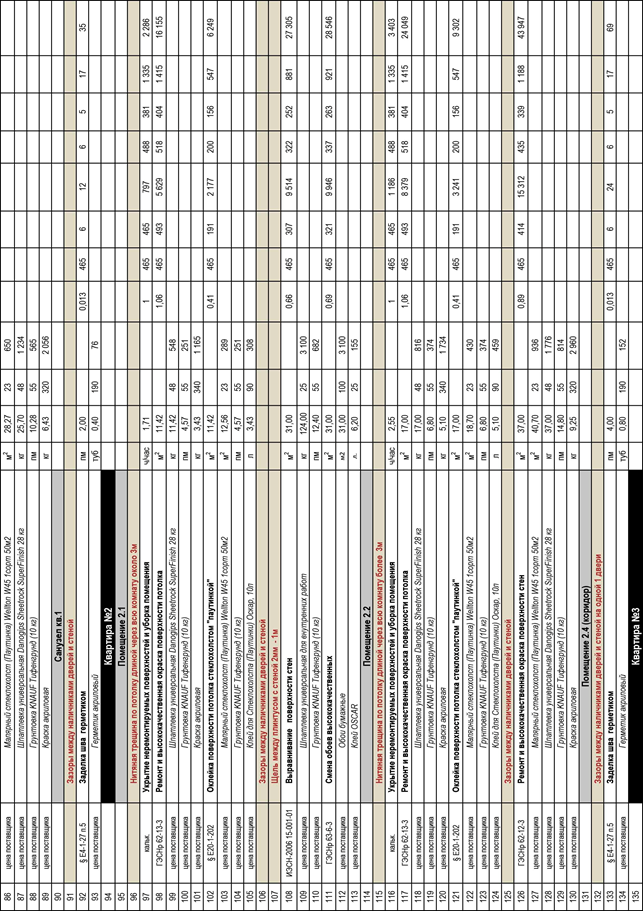 86 цена поставщика Малярный стеклохолст (Паутинка) Wellton W45 1сорт 50м2 м² 28,27 23 650
87 цена поставщика Шпатлевка универсальная Danogips Sheetrock SuperFinish 28 кг кг 25,70 48 1 234
88 цена поставщика Грунтовка KNAUF Тифенгрунд (10 кг) пм 10,28 55 565
89 цена поставщика Краска акриловая кг 6,43 320 2 056
90 Санузел кв.1
91 Зазоры между наличниками дверей и стеной
92 § Е4-1-27 п.5 Заделка шва герметиком пм 2,00 0,013 465 6 12 6 5 17 35
93 цена поставщика Герметик акриловый туб 0,40 190 76
94 Квартира №2
95 Помещение 2.1
96 Нитяная трещина по потолку длиной через всю комнату около 3м
97 кальк. Укрытие неремонтируемых поверхностей и уборка помещения ч/час 1,71 1 465 465 797 488 381 1 335 2 286
98 ГЭСНр 62-13-3 Ремонт и высококачественная окраска поверхности потолка м² 11,42 1,06 465 493 5 629 518 404 1 415 16 155
99 цена поставщика Шпатлевка универсальная Danogips Sheetrock SuperFinish 28 кг кг 11,42 48 548
100 цена поставщика Грунтовка KNAUF Тифенгрунд (10 кг) пм 4,57 55 251
101 цена поставщика Краска акриловая кг 3,43 340 1 165
102 § Е20-1-202 Оклейка поверхности потолка стеклохолстом "паутинкой" м² 11,42 0,41 465 191 2 177 200 156 547 6 249
103 цена поставщика Малярный стеклохолст (Паутинка) Wellton W45 1сорт 50м2 м² 12,56 23 289
104 цена поставщика Грунтовка KNAUF Тифенгрунд (10 кг) пм 4,57 55 251
105 цена поставщика Клей для Стеклохолста (Паутинки) Оскар, 10л л 3,43 90 308
106 Зазоры между наличниками дверей и стеной
107 Щель между плинтусом с стеной 2мм - 1м
108 ИЭСН-2006 15-001-01 Выравнивание поверхности стен м² 31,00 0,66 465 307 9 514 322 252 881 27 305
109 цена поставщика Шпатлевка универсальная для внутренних работ кг 124,00 25 3 100
110 цена поставщика Грунтовка KNAUF Тифенгрунд (10 кг) пм 12,40 55 682
111 ГЭСНр 63-6-3 Смена обоев высококачественных м² 31,00 0,69 465 321 9 946 337 263 921 28 546
112 цена поставщика Обои бумажные м2 31,00 100 3 100
113 цена поставщика Клей OSCAR л. 6,20 25 155
114 Помещение 2.2
115 Нитяная трещина по потолку длиной через всю комнату более 3м
116 кальк. Укрытие неремонтируемых поверхностей и уборка помещения ч/час 2,55 1 465 465 1 186 488 381 1 335 3 403
117 ГЭСНр 62-13-3 Ремонт и высококачественная окраска поверхности потолка м² 17,00 1,06 465 493 8 379 518 404 1 415 24 049
118 цена поставщика Шпатлевка универсальная Danogips Sheetrock SuperFinish 28 кг кг 17,00 48 816
119 цена поставщика Грунтовка KNAUF Тифенгрунд (10 кг) пм 6,80 55 374
120 цена поставщика Краска акриловая кг 5,10 340 1 734
121 § Е20-1-202 Оклейка поверхности потолка стеклохолстом "паутинкой" м² 17,00 0,41 465 191 3 241 200 156 547 9 302
122 цена поставщика Малярный стеклохолст (Паутинка) Wellton W45 1сорт 50м2 м² 18,70 23 430
123 цена поставщика Грунтовка KNAUF Тифенгрунд (10 кг) пм 6,80 55 374
124 цена поставщика Клей для Стеклохолста (Паутинки) Оскар, 10л л 5,10 90 459
125 Зазоры между наличниками дверей и стеной
126 ГЭСНр 62-12-3 Ремонт и высококачественная окраска поверхности стен м² 37,00 0,89 465 414 15 312 435 339 1 188 43 947
127 цена поставщика Малярный стеклохолст (Паутинка) Wellton W45 1сорт 50м2 м² 40,70 23 936
128 цена поставщика Шпатлевка универсальная Danogips Sheetrock SuperFinish 28 кг кг 37,00 48 1 776
129 цена поставщика Грунтовка KNAUF Тифенгрунд (10 кг) пм 14,80 55 814
130 цена поставщика Краска акриловая кг 9,25 320 2 960
131 Помещение 2.4 (коридор)
132 Зазоры между наличниками дверей и стеной на одной 1 двери
133 § Е4-1-27 п.5 Заделка шва герметиком пм 4,00 0,013 465 6 24 6 5 17 69
134 цена поставщика Герметик акриловый туб 0,80 190 152
135 Квартира №3